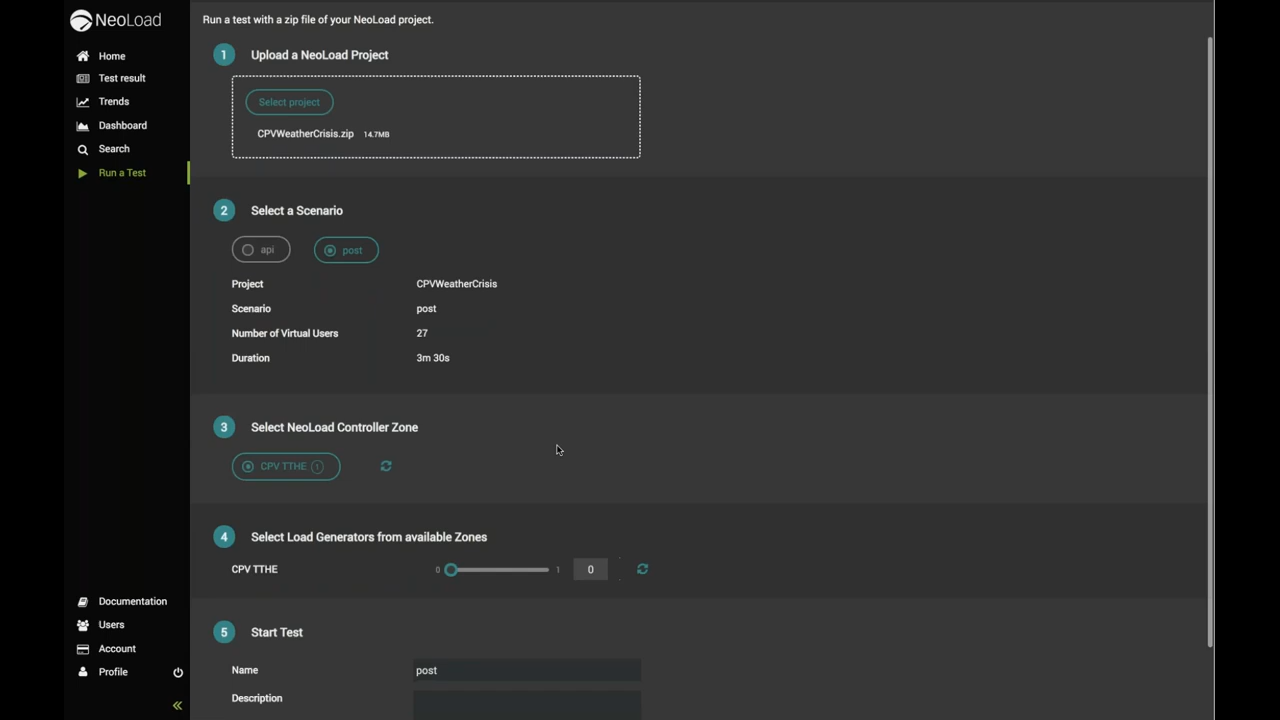 NEOLOAD
Run a test with a zip file of your NeoLoad project.
Home
Test result
Trends
Dashboard
Search
Run a Test
1 Upload a NeoLoad Project
Select project
CPVWeatherCrisis.zip 14.7MB
2 Select a Scenario
api post
Project CPVWeatherCrisis
Scenario post
Number of Virtual Users 27
Duration 3m 30s
3 Select NeoLoad Controller Zone
CPV TTHE 1
4 Select Load Generators from available Zones
CPV TTHE 0 1 0
5 Start Test
Name post
Description
Documentation
Users
Account
Profile